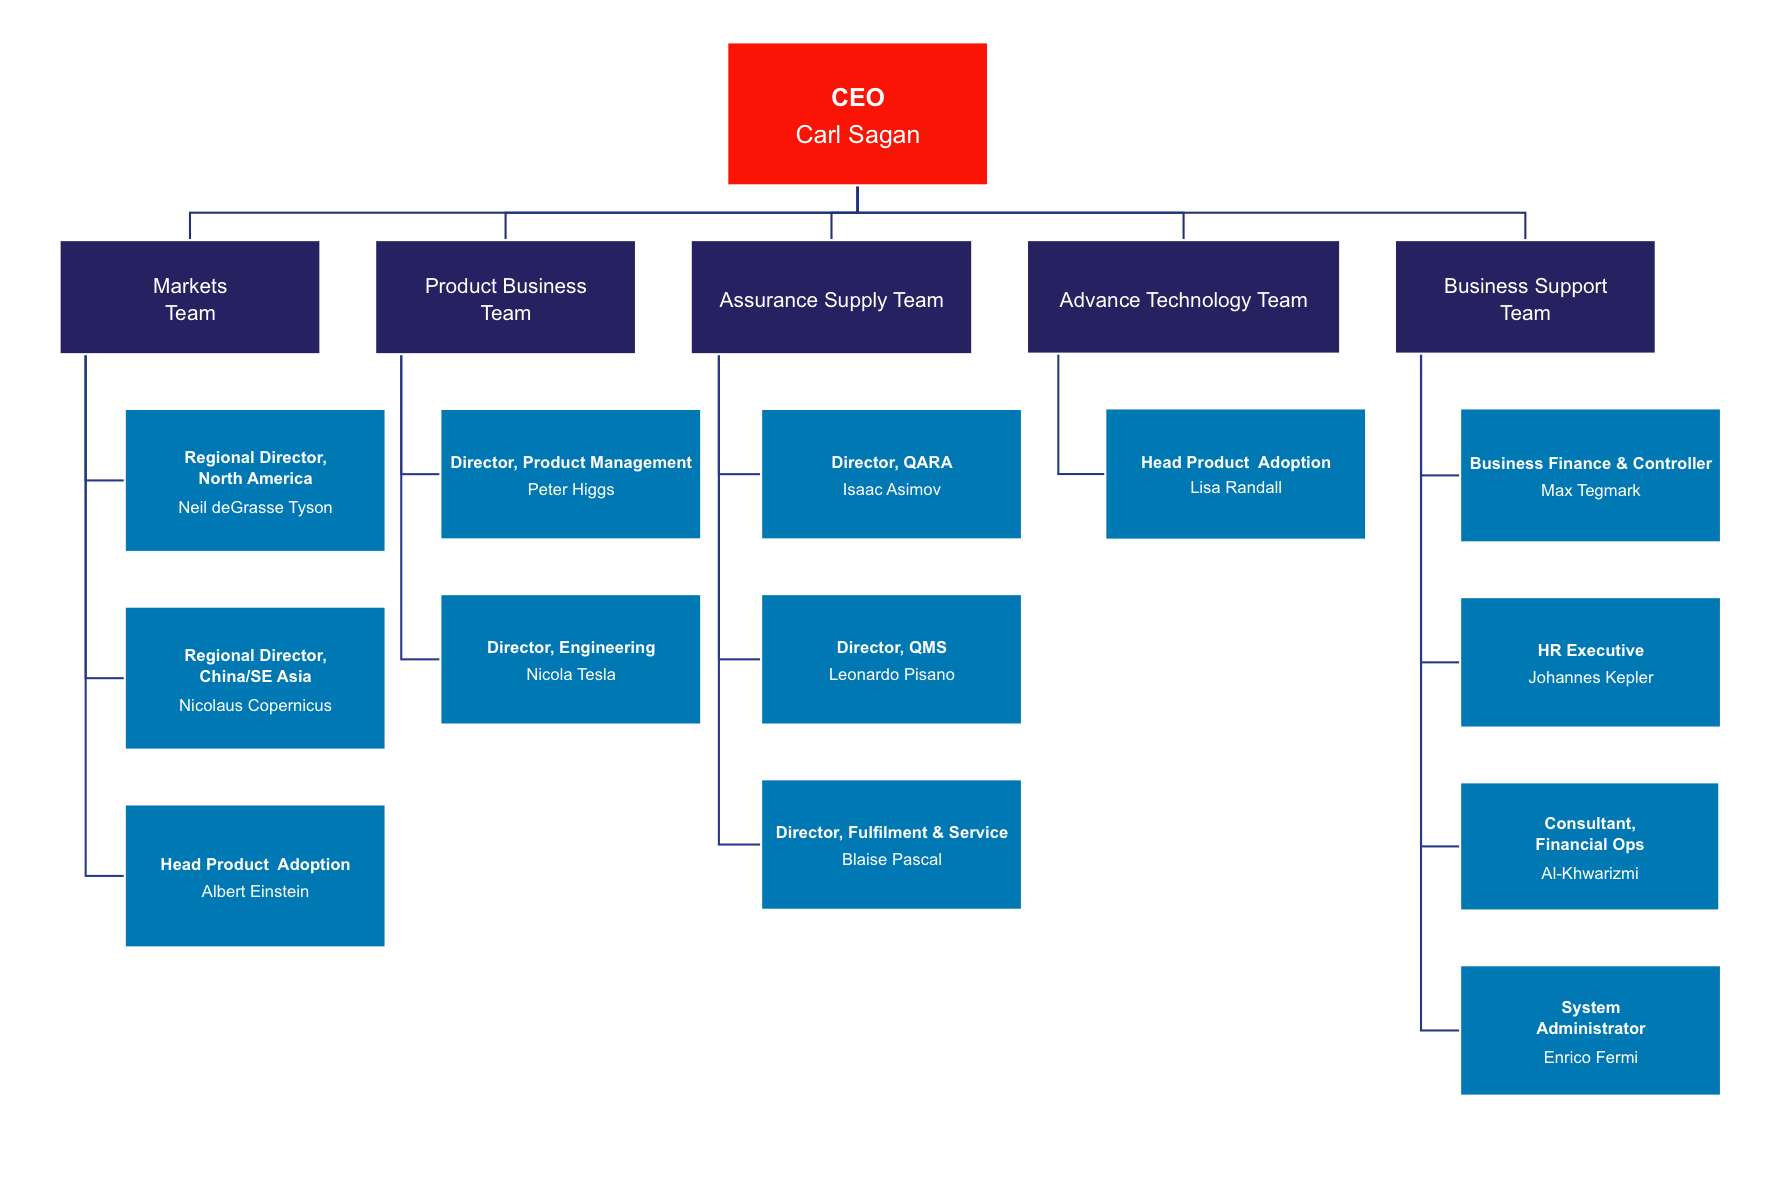 CEO
Carl Sagan
Markets
Team
Product Business
Team
Assurance Supply Team
Advance Technology Team
Business Support
Team
Regional Director,
North America
Neil deGrasse Tyson
Director, Product Management
Peter Higgs
Director, QARA
Isaac Asimov
Head Product  Adoption
Lisa Randall
Business Finance & Controller
Max Tegmark
Regional Director,
China/SE Asia
Nicolaus Copernicus
Director, Engineering
Nicola Tesla
Director, QMS
Leonardo Pisano
HR Executive
Johannes Kepler
Head Product  Adoption
Albert Einstein
Director, Fulfilment & Service
Blaise Pascal
Consultant,
Financial Ops
Al-Khwarizmi
System
Administrator
Enrico Fermi